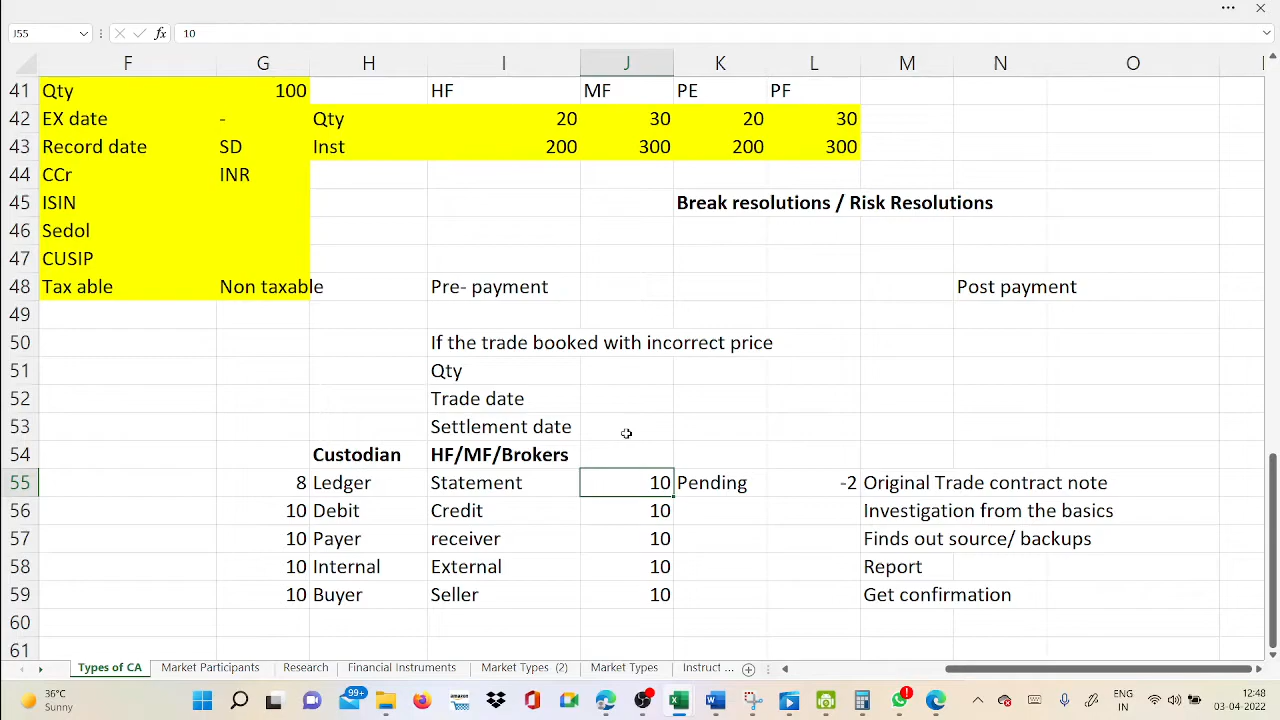 J55 fx 10
F G H I J K L M N O
41 Qty 100 HF MF PE PF
42 EX date - Qty 20 30 20 30
43 Record date SD Inst 200 300 200 300
44 CCr INR
45 ISIN Break resolutions / Risk Resolutions
46 Sedol
47 CUSIP
48 Tax able Non taxable Pre- payment Post payment
49
50 If the trade booked with incorrect price
51 Qty
52 Trade date
53 Settlement date
54 Custodian HF/MF/Brokers
55 8 Ledger Statement 10 Pending -2 Original Trade contract note
56 10 Debit Credit 10 Investigation from the basics
57 10 Payer receiver 10 Finds out source/ backups
58 10 Internal External 10 Report
59 10 Buyer Seller 10 Get confirmation
60
61
Types of CA Market Participants Research Financial Instruments Market Types (2) Market Types Instruct ...
36°C
Sunny
99+
amazon
ENG
IN
12:48
03-04-2022